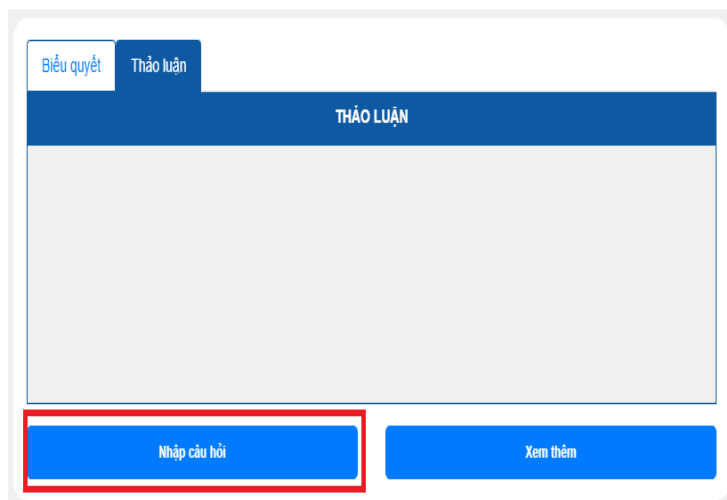 Biểu quyết Thảo luận
THẢO LUẬN
Nhập câu hỏi Xem thêm